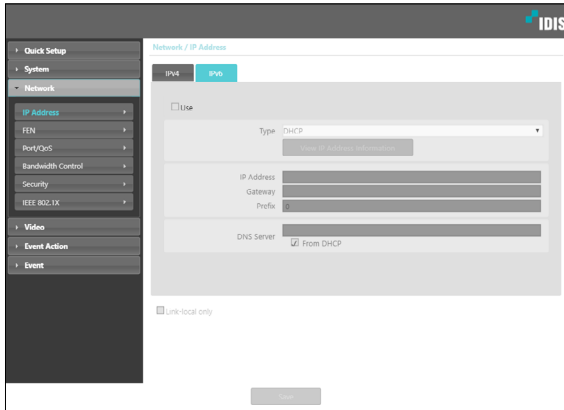 IDIS
Quick Setup
System
Network
IP Address
FEN
Port/QoS
Bandwidth Control
Security
IEEE 802.1X
Video
Event Action
Event
Network / IP Address
IPv4 IPv6
Use
Type DHCP
View IP Address Information
IP Address
Gateway
Prefix 0
DNS Server
From DHCP
Link-local only
Save